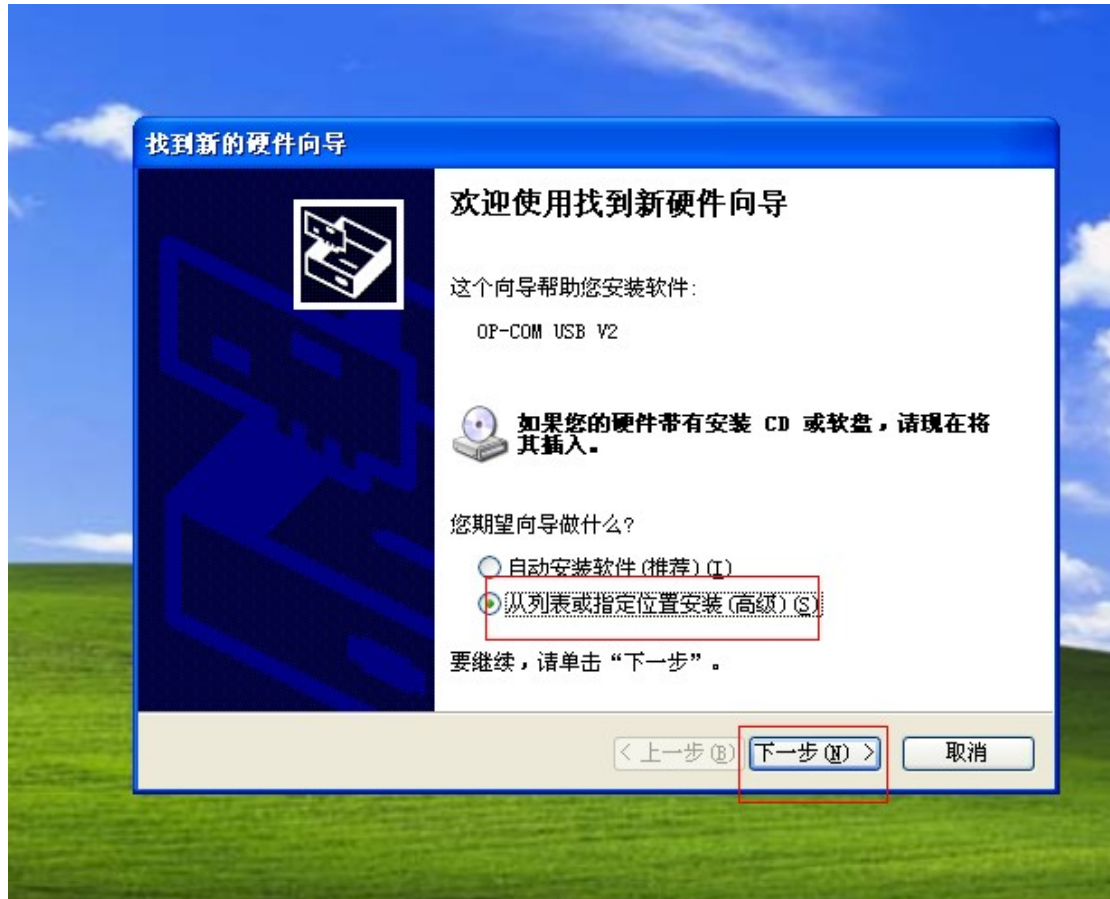 找到新的硬件向导
欢迎使用找到新硬件向导
这个向导帮助您安装软件:
OP-COM USB V2
如果您的硬件带有安装 CD 或软盘，请现在将
其插入。
您期望向导做什么?
自动安装软件(推荐)(I)
从列表或指定位置安装(高级)(S)
要继续，请单击“下一步”。
< 上一步(B)
下一步(N) >
取消